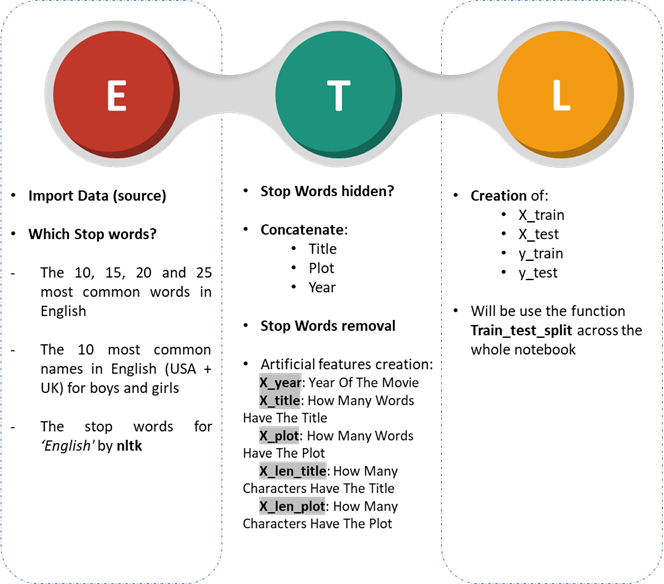 E
T
L
• Import Data (source)
• Which Stop words?
- The 10, 15, 20 and 25
most common words in
English
- The 10 most common
names in English (USA +
UK) for boys and girls
- The stop words for
‘English' by nltk
• Stop Words hidden?
• Concatenate:
• Title
• Plot
• Year
• Stop Words removal
• Artificial features creation:
X_year: Year Of The Movie
X_title: How Many Words
Have The Title
X_plot: How Many Words
Have The Plot
X_len_title: How Many
Characters Have The Title
X_len_plot: How Many
Characters Have The Plot
• Creation of:
• X_train
• X_test
• y_train
• y_test
• Will be use the function
Train_test_split across the
whole notebook